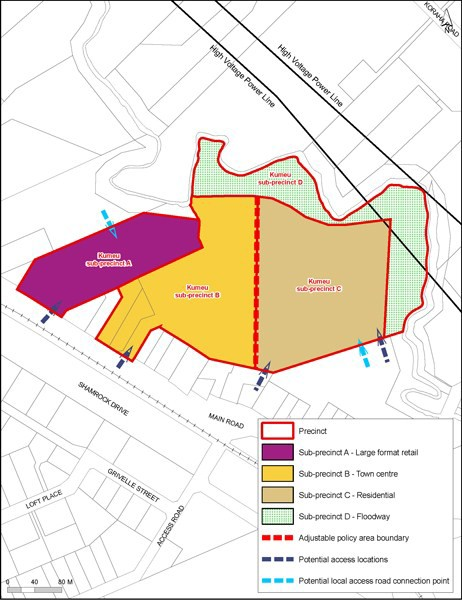 KORAHA ROAD
High Voltage Power Line
High Voltage Power Line
Kumeu
sub-precinct D
Kumeu
sub-precinct A
Kumeu
sub-precinct B
Kumeu
sub-precinct C
SHAMROCK DRIVE
MAIN ROAD
GRIVELLE STREET
LOFT PLACE
ACCESS ROAD
Precinct
Sub-precinct A - Large format retail
Sub-precinct B - Town centre
Sub-precinct C - Residential
Sub-precinct D - Floodway
Adjustable policy area boundary
Potential access locations
Potential local access road connection point
0 40 80 M